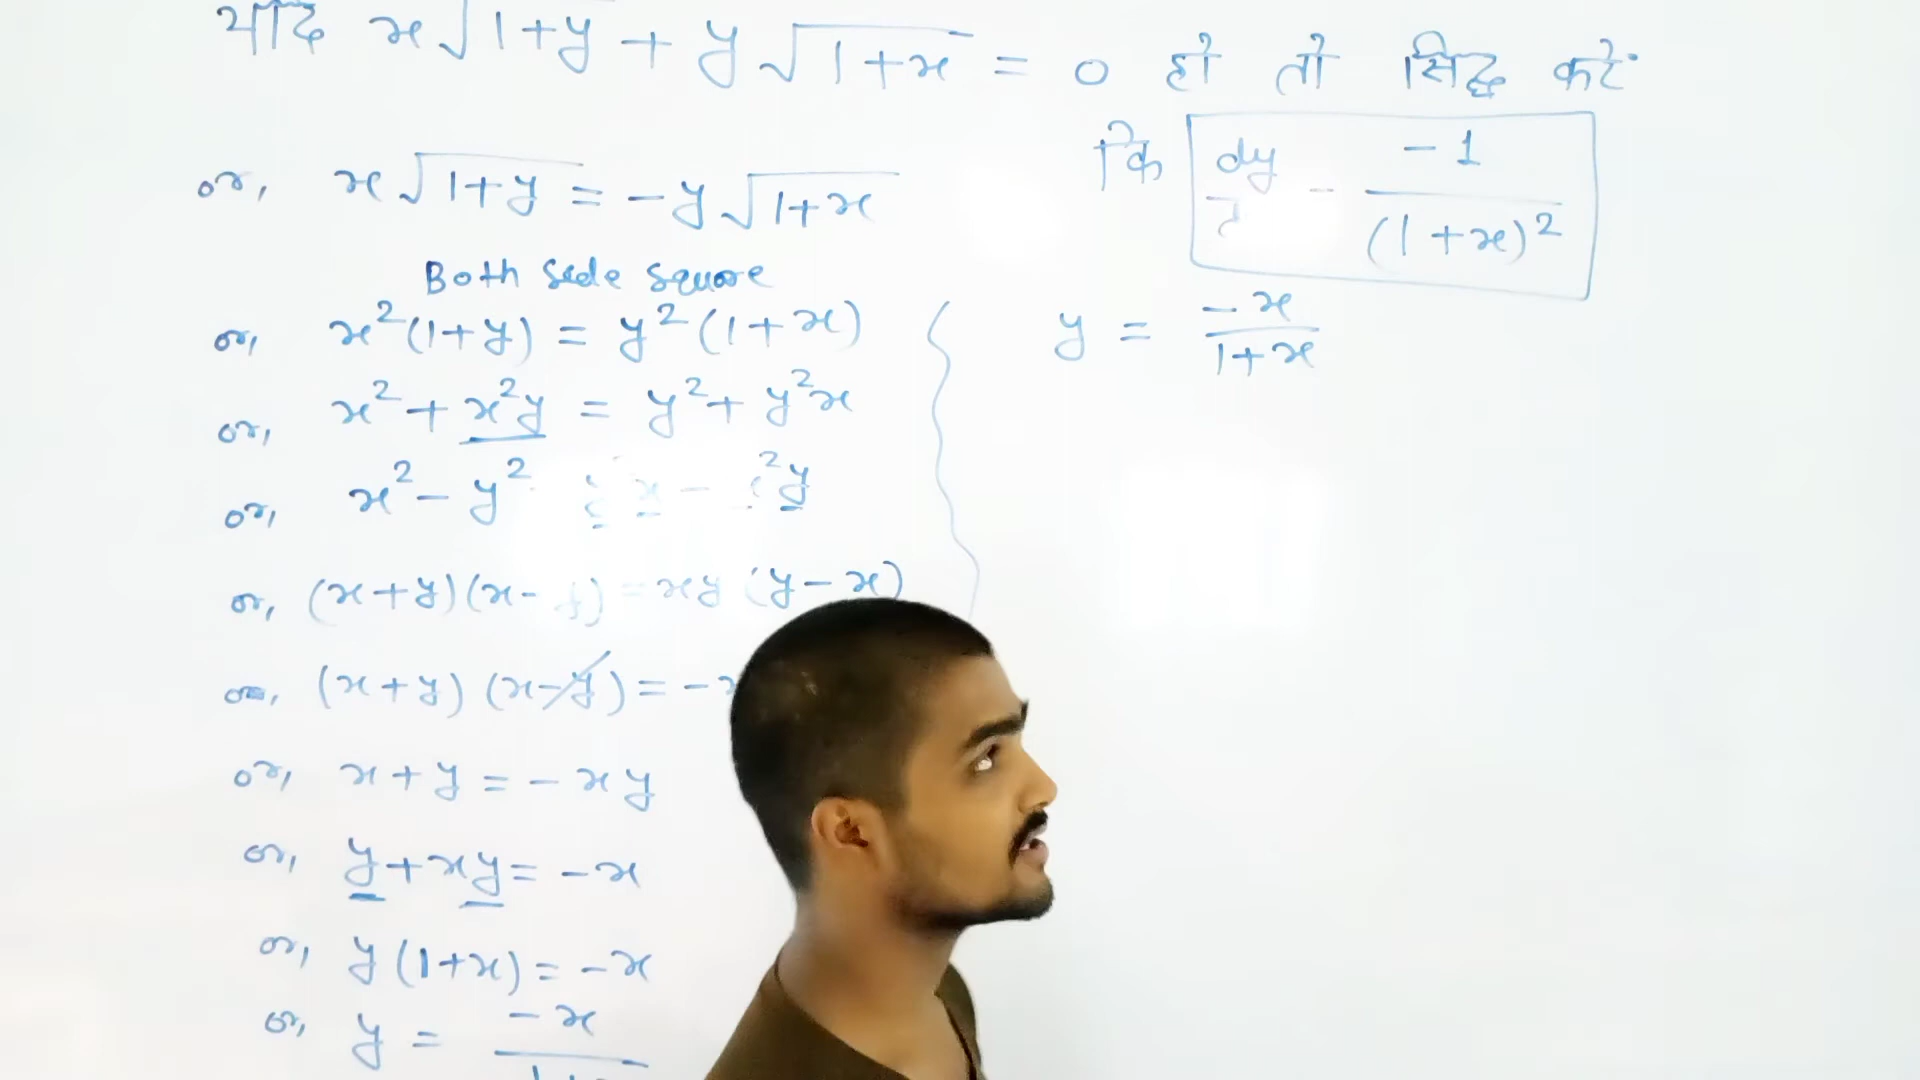 यदि x√1+y + y√1+x = 0 हो तो सिद्ध करें
कि dy - -1/(1+x)²
or, x√1+y = -y√1+x
Both side square
or, x²(1+y) = y²(1+x)
or, x² + x²y = y² + y²x
or, x² - y² x - ²y
or, (x+y)(x-y) = xy (y-x)
or, (x+y) (x-y) = -
or, x+y = -xy
or, y+xy = -x
or, y(1+x) = -x
or, y = -x
y = -x/1+x